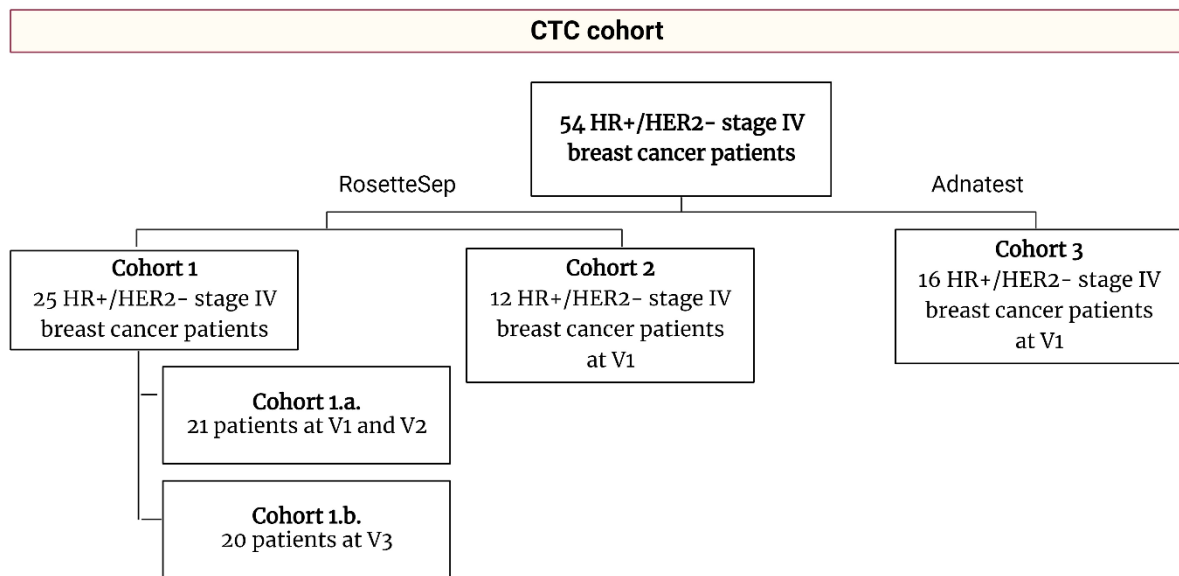 CTC cohort
54 HR+/HER2- stage IV
breast cancer patients
RosetteSep
Adnatest
Cohort 1
25 HR+/HER2- stage IV
breast cancer patients
Cohort 2
12 HR+/HER2- stage IV
breast cancer patients
at V1
Cohort 3
16 HR+/HER2- stage IV
breast cancer patients
at V1
Cohort 1.a.
21 patients at V1 and V2
Cohort 1.b.
20 patients at V3